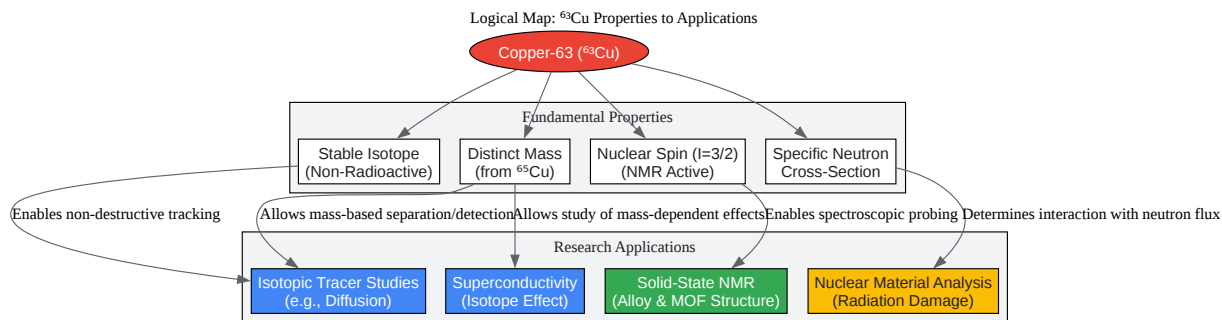 Logical Map: ⁶³Cu Properties to Applications
Copper-63 (⁶³Cu)
Fundamental Properties
Stable Isotope
(Non-Radioactive)
Distinct Mass
(from ⁶⁵Cu)
Nuclear Spin (I=3/2)
(NMR Active)
Specific Neutron
Cross-Section
Enables non-destructive tracking
Allows mass-based separation/detection
Allows study of mass-dependent effects
Enables spectroscopic probing
Determines interaction with neutron flux
Research Applications
Isotopic Tracer Studies
(e.g., Diffusion)
Superconductivity
(Isotope Effect)
Solid-State NMR
(Alloy & MOF Structure)
Nuclear Material Analysis
(Radiation Damage)